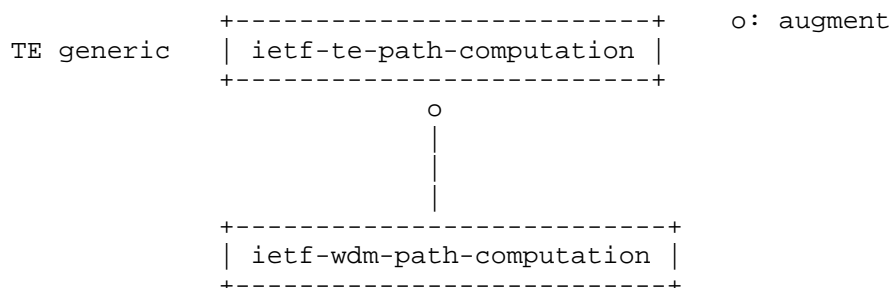 +---------------------------+    o: augment
TE generic    | ietf-te-path-computation |
+---------------------------+
o
|
|
|
+----------------------------+
| ietf-wdm-path-computation |
+----------------------------+